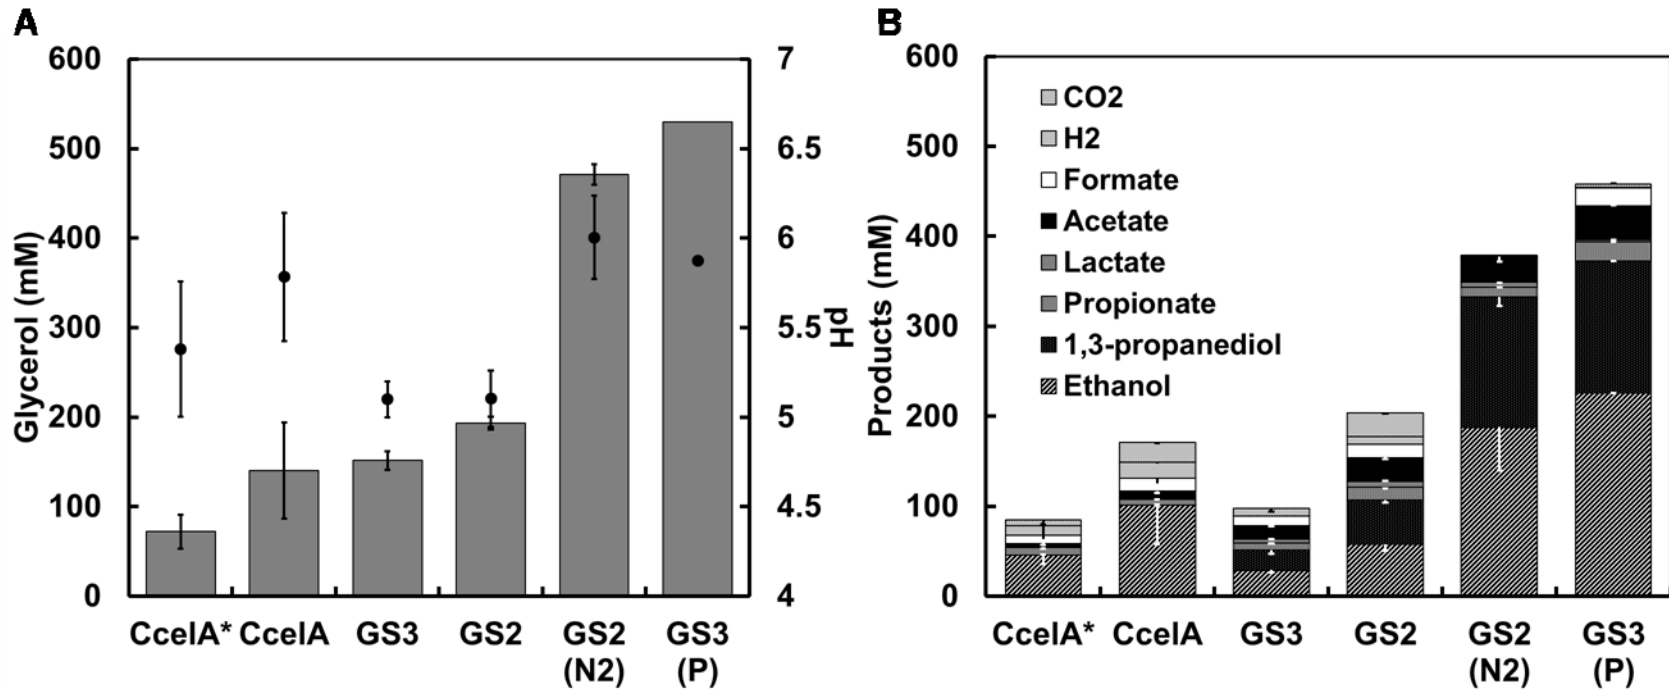 A
600
500
400
300
200
100
0
Glycerol (mM)
7
6.5
6
5.5
5
4.5
4
pH
CcelA* CcelA GS3 GS2 GS2 GS3
(N2) (P)
B
600
500
400
300
200
100
0
Products (mM)
CO2
H2
Formate
Acetate
Lactate
Propionate
1,3-propanediol
Ethanol
CcelA* CcelA GS3 GS2 GS2 GS3
(N2) (P)